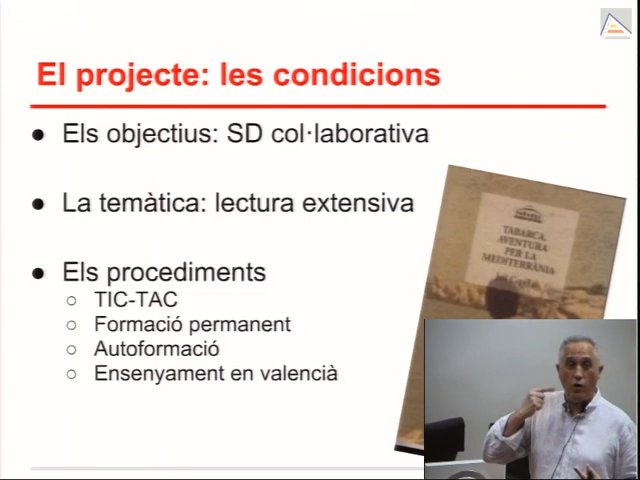 El projecte: les condicions
● Els objectius: SD col·laborativa
● La temàtica: lectura extensiva
● Els procediments
○ TIC-TAC
○ Formació permanent
○ Autoformació
○ Ensenyament en valencià
TABARCA,
AVENTURA
PER LA
MEDITERRÀNIA